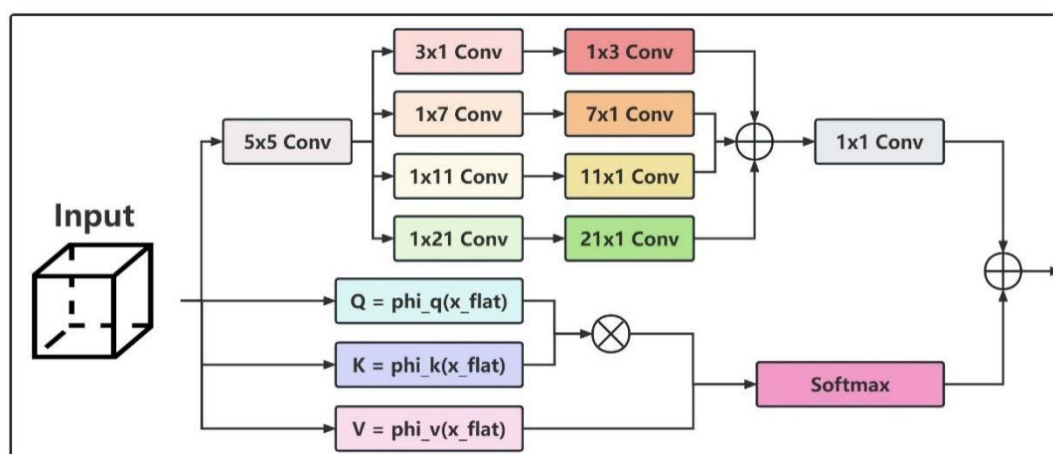 3x1 Conv
1x3 Conv
1x7 Conv
7x1 Conv
5x5 Conv
1x1 Conv
1x11 Conv
11x1 Conv
Input
1x21 Conv
21x1 Conv
Q = phi_q(x_flat)
K = phi_k(x_flat)
Softmax
V = phi_v(x_flat)